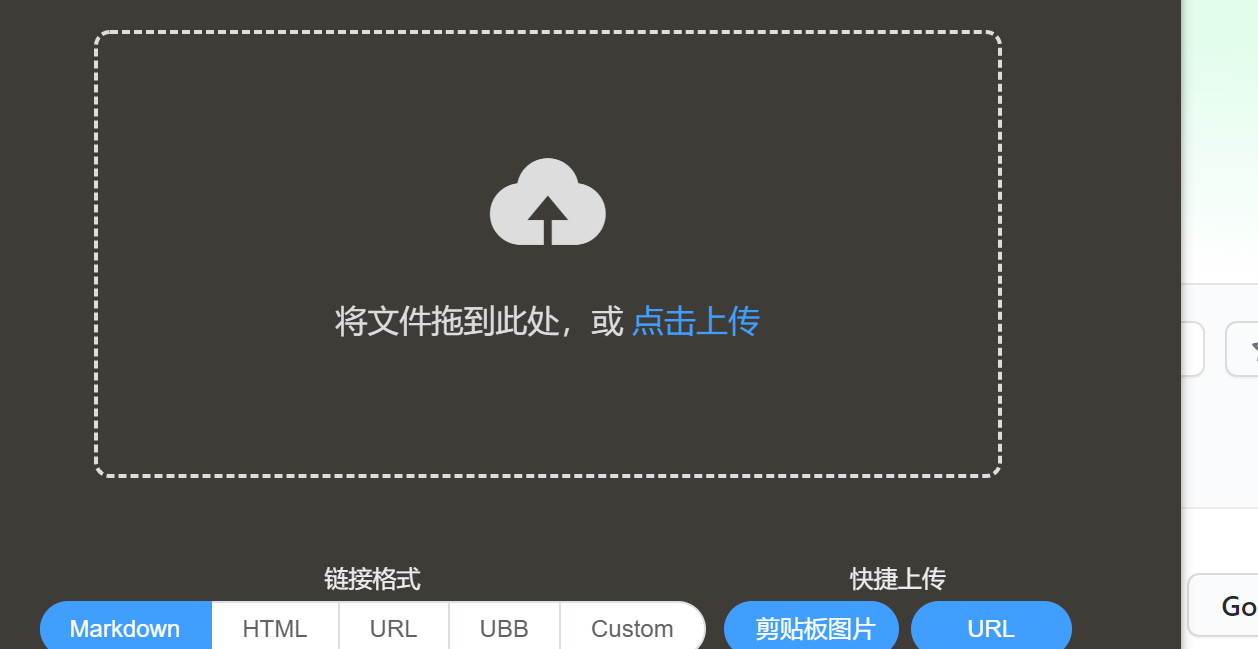 将文件拖到此处，或 点击上传
链接格式
快捷上传
Markdown
HTML
URL
UBB
Custom
剪贴板图片
URL
Go